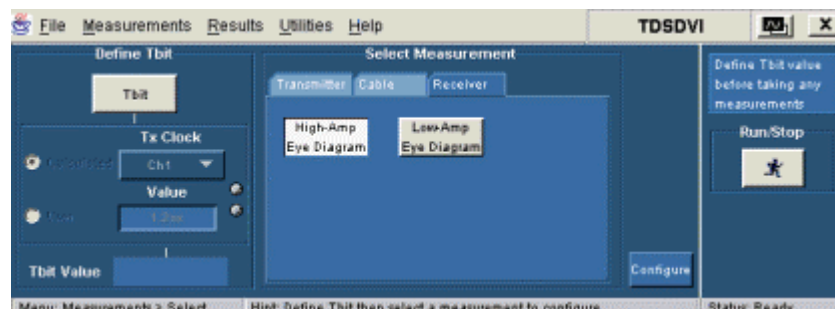 File Measurements Results Utilities Help TDSDVI
Define Tbit
Tbit
Tx Clock
Ch1
Value
Tbit Value
Select Measurement
Transmitter Cable Receiver
High-Amp
Eye Diagram
Low-Amp
Eye Diagram
Configure
Define Tbit value
before taking any
measurements
Run/Stop
Menu: Measurements > Select
Hint: Define Tbit then select a measurement to configure
Status: Ready